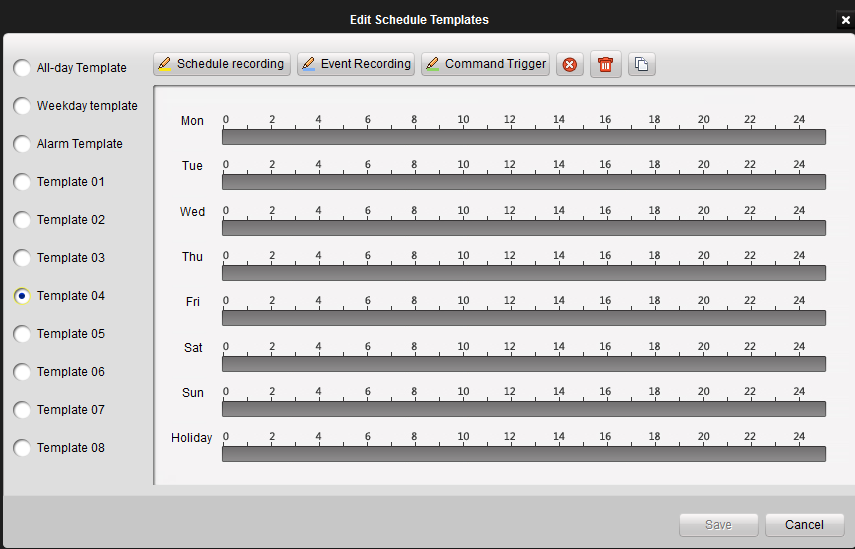 Edit Schedule Templates
All-day Template
Weekday template
Alarm Template
Template 01
Template 02
Template 03
Template 04
Template 05
Template 06
Template 07
Template 08
Schedule recording Event Recording Command Trigger
0 2 4 6 8 10 12 14 16 18 20 22 24
Mon
0 2 4 6 8 10 12 14 16 18 20 22 24
Tue
0 2 4 6 8 10 12 14 16 18 20 22 24
Wed
0 2 4 6 8 10 12 14 16 18 20 22 24
Thu
0 2 4 6 8 10 12 14 16 18 20 22 24
Fri
0 2 4 6 8 10 12 14 16 18 20 22 24
Sat
0 2 4 6 8 10 12 14 16 18 20 22 24
Sun
0 2 4 6 8 10 12 14 16 18 20 22 24
Holiday
Save Cancel